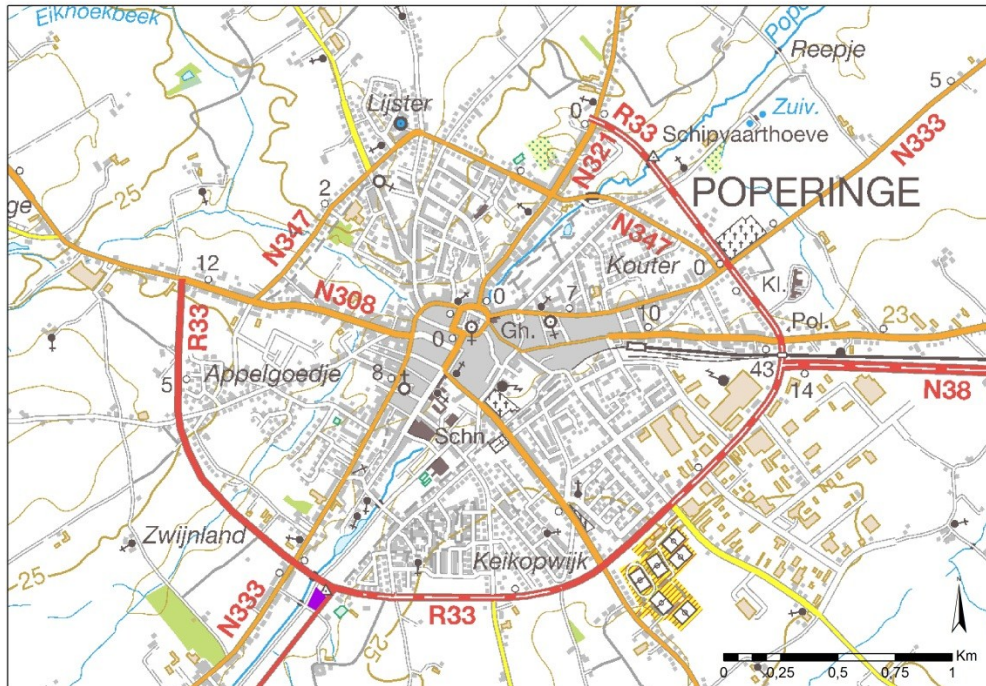 Eiknoekbeek
Pope
Reepje
5
Lijster
0
R33
Zuiv.
Schipvaarthoeve
N321
N333
ge
25
2
POPERINGE
N347
N347
Kouter
0
Kl.
12
N308
0
7
10
Pol.
23
R33
0
Gh.
43
14
N38
5
Appelgoedje
8
Schn.
Zwijnland
Keikopwijk
25
N333
R33
25
Km
0 0,25 0,5 0,75 1